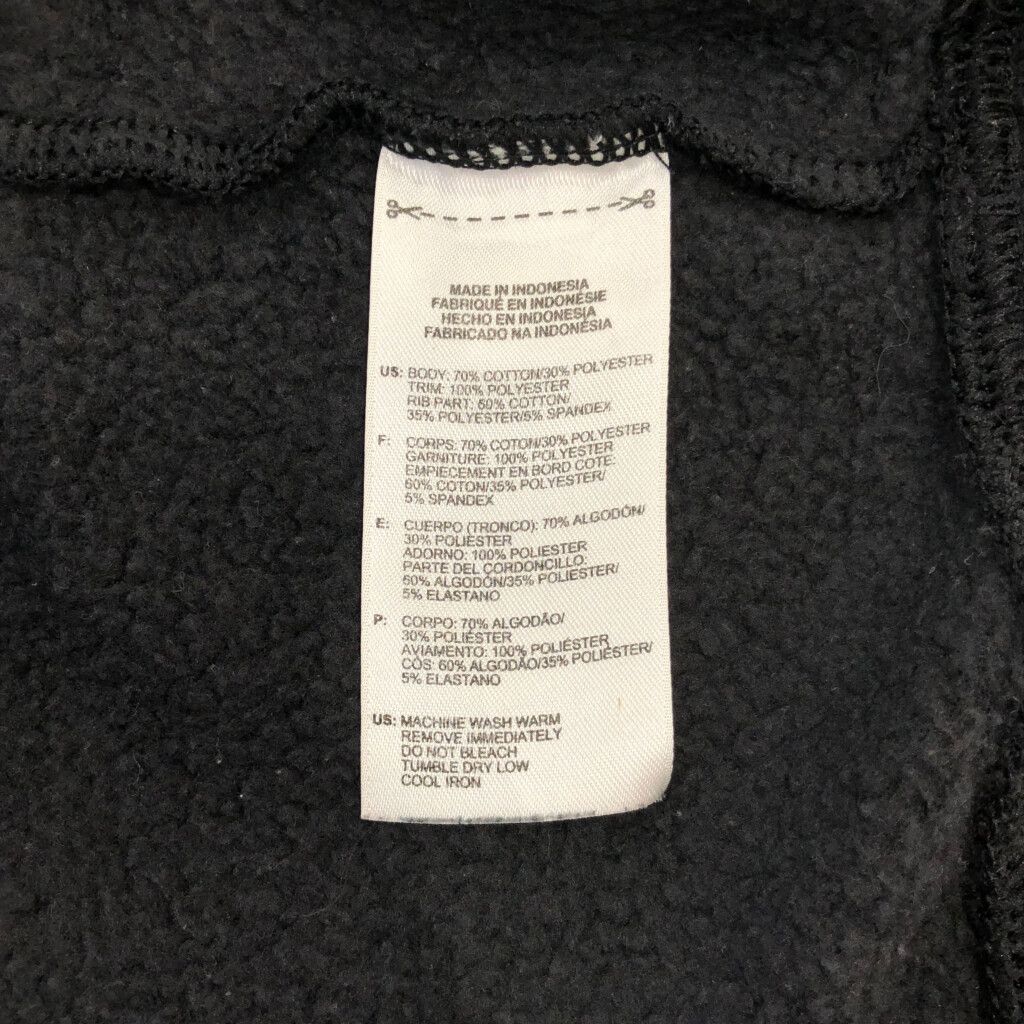 MADE IN INDONESIA
FABRIQUÉ EN INDONÉSIE
HECHO EN INDONESIA
FABRICADO NA INDONÉSIA
US: BODY: 70% COTTON/30% POLYESTER
TRIM: 100% POLYESTER
RIB PART: 60% COTTON/
35% POLYESTER/5% SPANDEX
F: CORPS: 70% COTON/30% POLYESTER
GARNITURE: 100% POLYESTER
EMPIECEMENT EN BORD COTE:
60% COTON/35% POLYESTER/
5% SPANDEX
E: CUERPO (TRONCO): 70% ALGODÓN/
30% POLIÉSTER
ADORNO: 100% POLIESTER
PARTE DEL CORDONCILLO:
60% ALGODÓN/35% POLIESTER/
5% ELASTANO
P: CORPO: 70% ALGODÃO/
30% POLIÉSTER
AVIAMENTO: 100% POLIÉSTER
CÓS: 60% ALGODÃO/35% POLIÉSTER/
5% ELASTANO
US: MACHINE WASH WARM
REMOVE IMMEDIATELY
DO NOT BLEACH
TUMBLE DRY LOW
COOL IRON